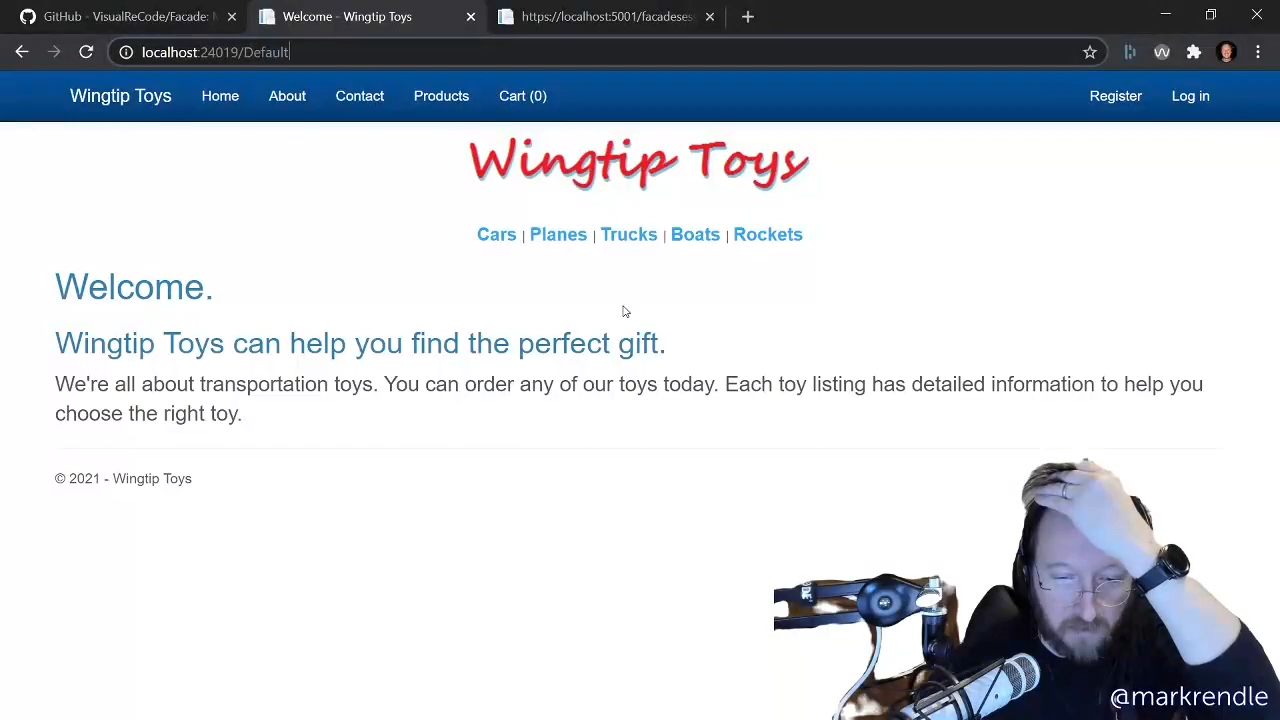 GitHub - VisualReCode/Facade: M
Welcome - Wingtip Toys
https://localhost:5001/facadeses
localhost:24019/Default
Wingtip Toys
Home
About
Contact
Products
Cart (0)
Register
Log in
Wingtip Toys
Cars | Planes | Trucks | Boats | Rockets
Welcome.
Wingtip Toys can help you find the perfect gift.
We're all about transportation toys. You can order any of our toys today. Each toy listing has detailed information to help you
choose the right toy.
© 2021 - Wingtip Toys
@markrendle